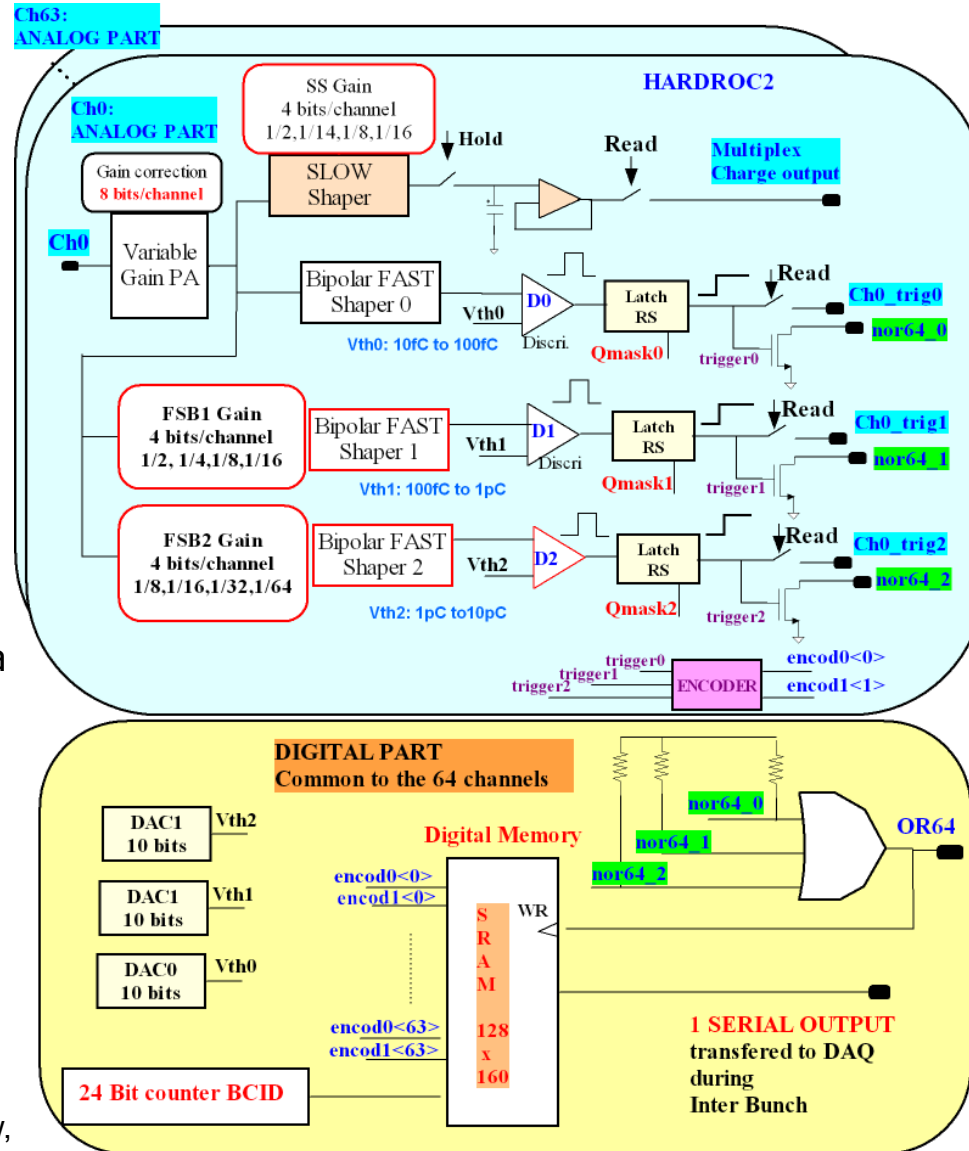 Ch63:
ANALOG PART
HARDROC2
SS Gain
4 bits/channel
1/2,1/14,1/8,1/16
Ch0:
ANALOG PART
Gain correction
8 bits/channel
SLOW
Shaper
Hold
Read
Multiplex
Charge output
Ch0
Variable
Gain PA
Bipolar FAST
Shaper 0
Vth0
D0
Discri.
Latch
RS
Read
Ch0_trig0
nor64_0
Vth0: 10fC to 100fC
Qmask0
trigger0
FSB1 Gain
4 bits/channel
1/2, 1/4,1/8,1/16
Bipolar FAST
Shaper 1
Vth1
D1
Discri
Latch
RS
Read
Ch0_trig1
nor64_1
Vth1: 100fC to 1pC
Qmask1
trigger1
FSB2 Gain
4 bits/channel
1/8,1/16,1/32,1/64
Bipolar FAST
Shaper 2
Vth2
D2
Latch
RS
Read
Ch0_trig2
nor64_2
Vth2: 1pC to10pC
Qmask2
trigger2
a
trigger0
trigger1
trigger2
ENCODER
encod0<0>
encod1<1>
DIGITAL PART
Common to the 64 channels
DAC1
10 bits
Vth2
DAC1
10 bits
Vth1
DAC0
10 bits
Vth0
Digital Memory
encod0<0>
encod1<0>
encod0<63>
encod1<63>
S
R
A
M
128
x
160
WR
nor64_0
nor64_1
nor64_2
OR64
1 SERIAL OUTPUT
transfered to DAQ
during
Inter Bunch
24 Bit counter BCID